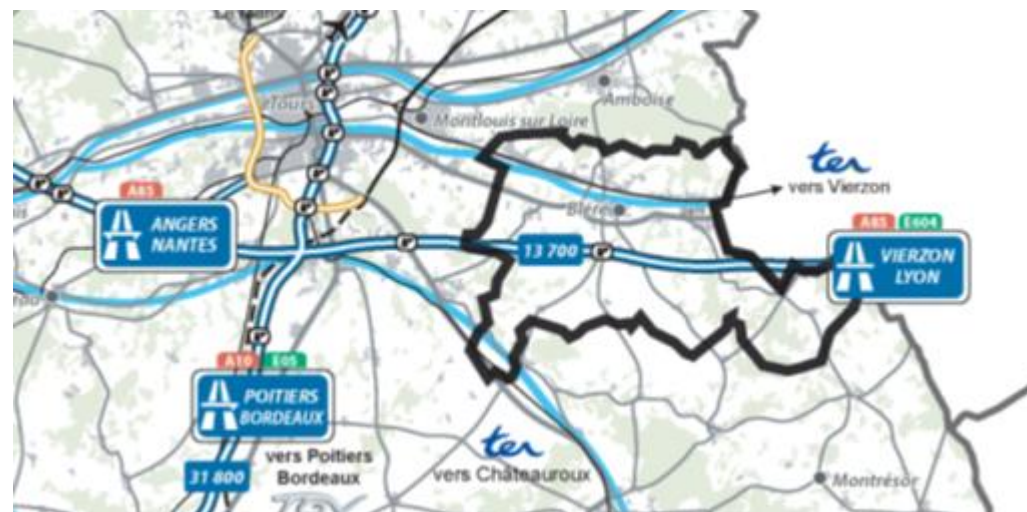 Tours
Amboise
Montlouis sur Loire
ter
vers Vierzon
A85
ANGERS
NANTES
Bléré
13 700
A85 E604
VIERZON
LYON
A10 E05
POITIERS
BORDEAUX
vers Poitiers
Bordeaux
31 800
ter
vers Châteauroux
Montrésor